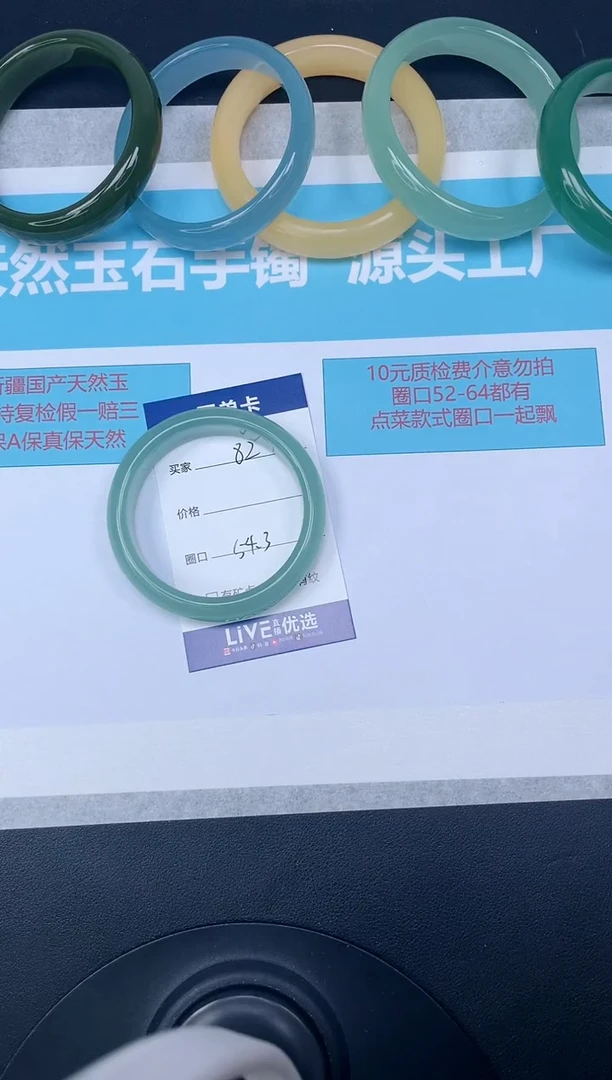 天然玉石手镯 源头工厂
新疆国产天然玉
持复检假一赔三
保A保真保天然
10元质检费介意勿拍
圈口52-64都有
点菜款式圈口一起飘
买家 82
价格
圈口 54.3
LiVE直播优选